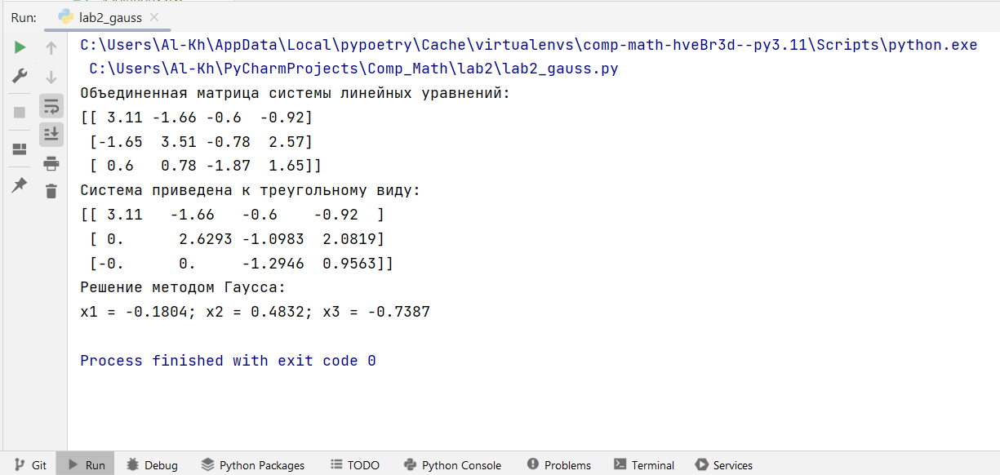 Run: lab2_gauss
C:\Users\Al-Kh\AppData\Local\pypoetry\Cache\virtualenvs\comp-math-hveBr3d--py3.11\Scripts\python.exe
C:\Users\Al-Kh\PyCharmProjects\Comp_Math\lab2\lab2_gauss.py
Объединенная матрица системы линейных уравнений:
[[ 3.11 -1.66 -0.6  -0.92]
 [-1.65  3.51 -0.78  2.57]
 [ 0.6   0.78 -1.87  1.65]]
Система приведена к треугольному виду:
[[ 3.11   -1.66   -0.6    -0.92  ]
 [ 0.      2.6293 -1.0983  2.0819]
 [-0.      0.     -1.2946  0.9563]]
Решение методом Гаусса:
x1 = -0.1804; x2 = 0.4832; x3 = -0.7387
Process finished with exit code 0
Git Run Debug Python Packages TODO Python Console Problems Terminal Services